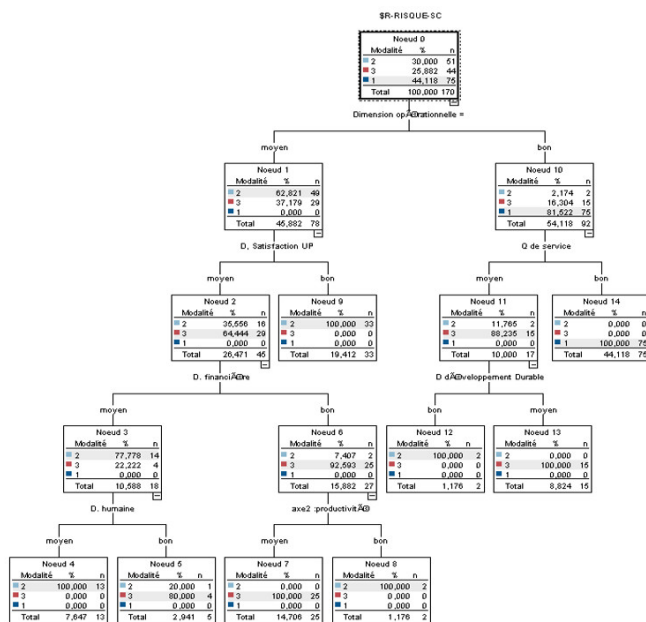 $R-RISQUE-SC
Noeud 0
Modalité % n
2 30,000 51
3 25,882 44
1 44,118 75
Total 100,000 170
Dimension opÃ©rationnelle =
moyen bon
Noeud 1
Modalité % n
2 62,821 49
3 37,179 29
1 0,000 0
Total 45,882 78
D, Satisfaction UP
Noeud 10
Modalité % n
2 2,174 2
3 16,304 15
1 81,522 75
Total 54,118 92
Q de service
moyen bon moyen bon
Noeud 2
Modalité % n
2 35,556 16
3 64,444 29
1 0,000 0
Total 26,471 45
D. financiÃ©re
Noeud 9
Modalité % n
2 100,000 33
3 0,000 0
1 0,000 0
Total 19,412 33
Noeud 11
Modalité % n
2 11,765 2
3 88,235 15
1 0,000 0
Total 10,000 17
D dÃ©veloppement Durable
Noeud 14
Modalité % n
2 0,000 0
3 0,000 0
1 100,000 75
Total 44,118 75
moyen bon bon moyen
Noeud 3
Modalité % n
2 77,778 14
3 22,222 4
1 0,000 0
Total 10,588 18
D. humaine
Noeud 6
Modalité % n
2 7,407 2
3 92,593 25
1 0,000 0
Total 15,882 27
axe2 :productivitÃ©
Noeud 12
Modalité % n
2 100,000 2
3 0,000 0
1 0,000 0
Total 1,176 2
Noeud 13
Modalité % n
2 0,000 0
3 100,000 15
1 0,000 0
Total 8,824 15
moyen bon moyen bon
Noeud 4
Modalité % n
2 100,000 13
3 0,000 0
1 0,000 0
Total 7,647 13
Noeud 5
Modalité % n
2 20,000 1
3 80,000 4
1 0,000 0
Total 2,941 5
Noeud 7
Modalité % n
2 0,000 0
3 100,000 25
1 0,000 0
Total 14,706 25
Noeud 8
Modalité % n
2 100,000 2
3 0,000 0
1 0,000 0
Total 1,176 2